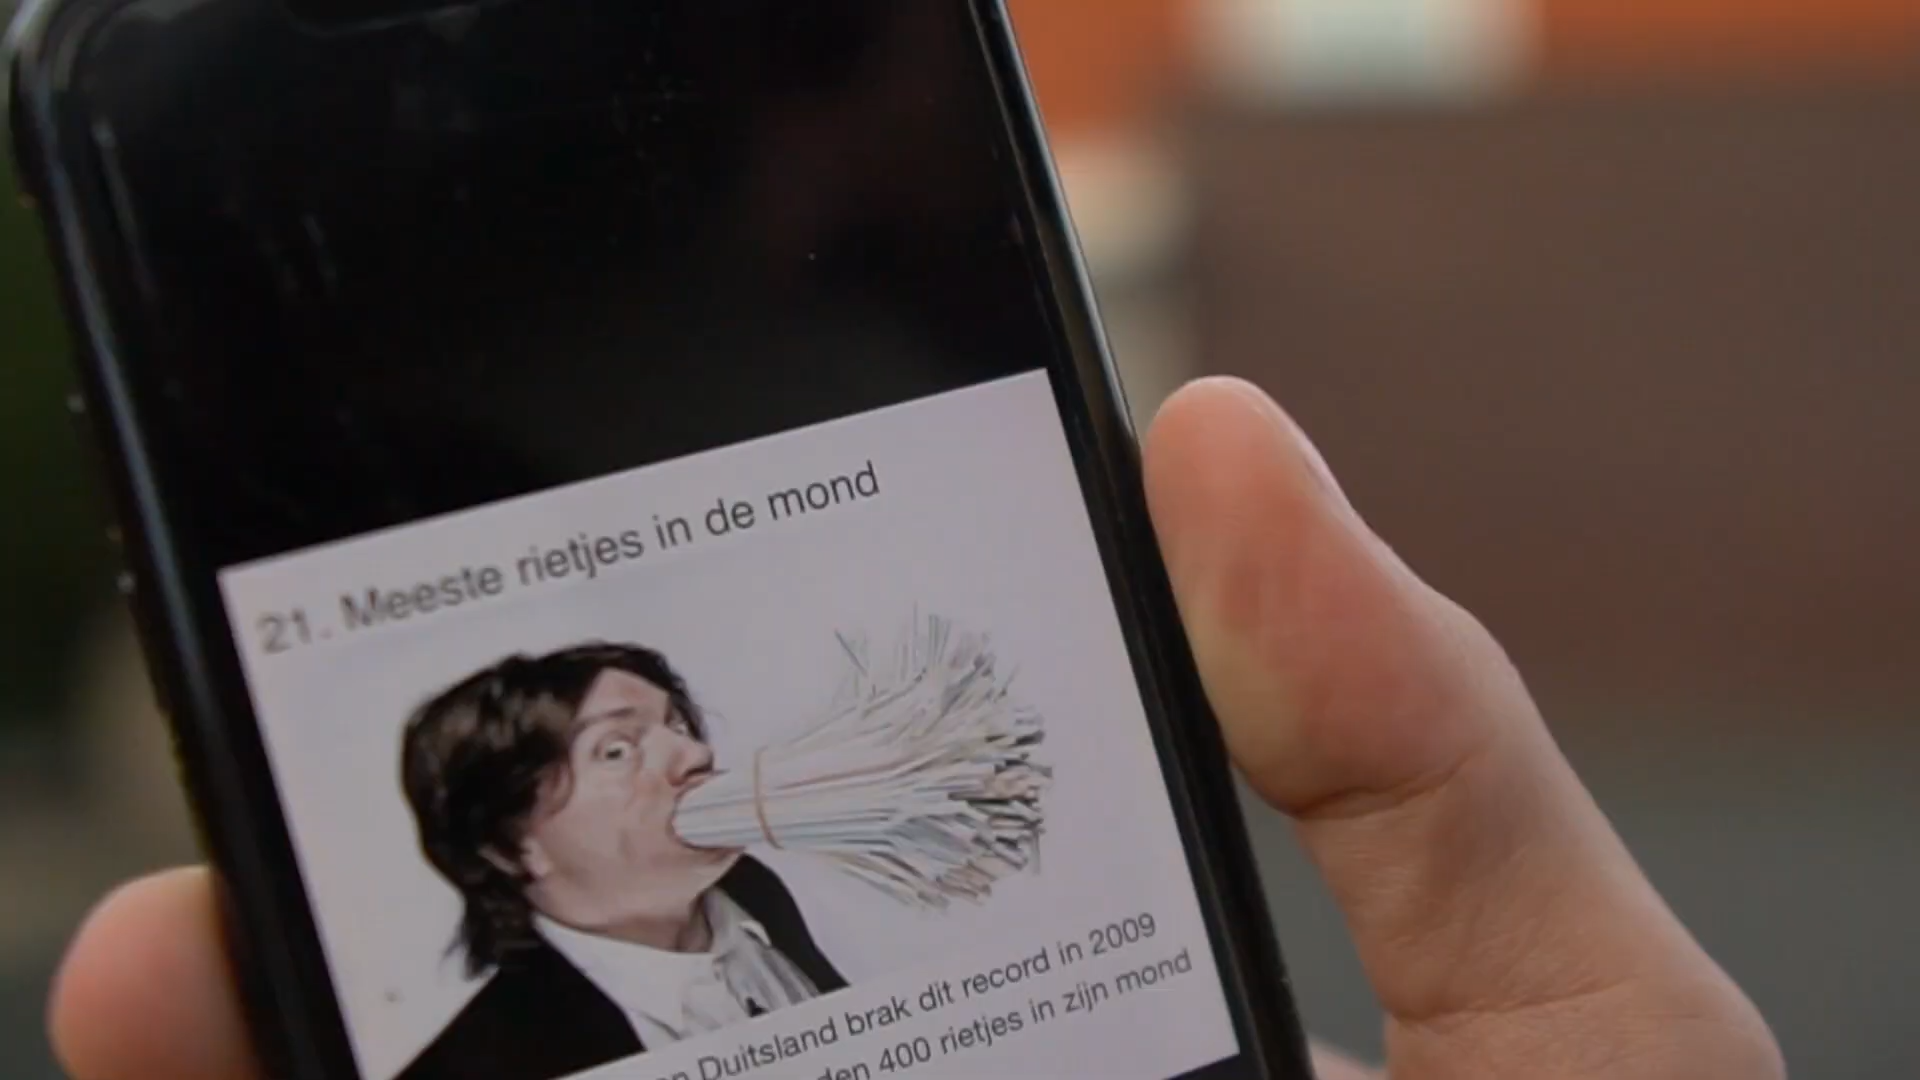 21. Meeste rietjes in de mond
Duitsland brak dit record in 2009
400 rietjes in zijn mond